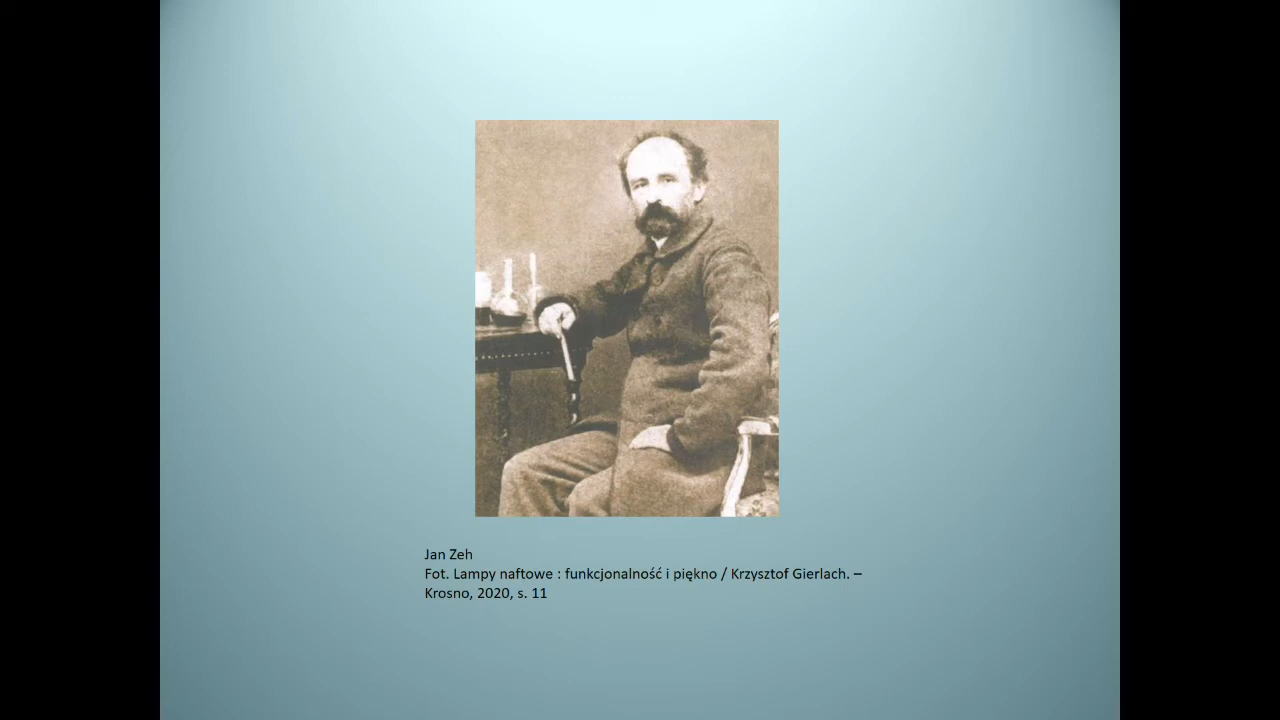 Jan Zeh
Fot. Lampy naftowe : funkcjonalność i piękno / Krzysztof Gierlach. –
Krosno, 2020, s. 11